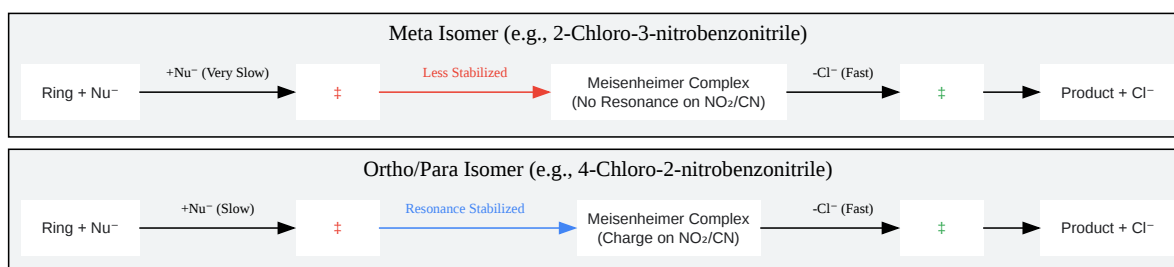 Meta Isomer (e.g., 2-Chloro-3-nitrobenzonitrile)
Ring + Nu⁻
+Nu⁻ (Very Slow)
‡
Less Stabilized
Meisenheimer Complex
(No Resonance on NO₂/CN)
-Cl⁻ (Fast)
‡
Product + Cl⁻
Ortho/Para Isomer (e.g., 4-Chloro-2-nitrobenzonitrile)
Ring + Nu⁻
+Nu⁻ (Slow)
‡
Resonance Stabilized
Meisenheimer Complex
(Charge on NO₂/CN)
-Cl⁻ (Fast)
‡
Product + Cl⁻